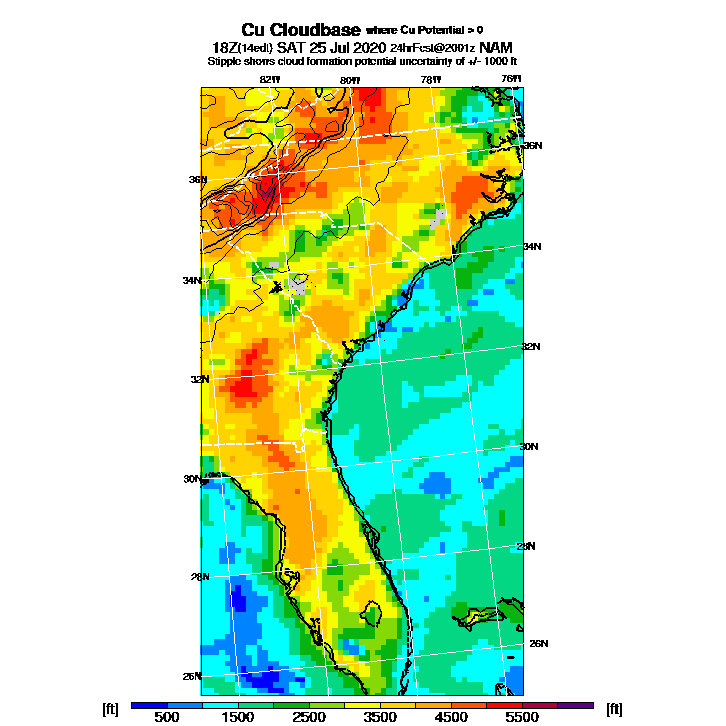 Cu Cloudbase where Cu Potential > 0
18Z(14edt) SAT 25 Jul 2020 24hrFcst@2001z NAM
Stipple shows cloud formation potential uncertainty of +/- 1000 ft
82W 80W 78W 76W
36N
36N
34N
34N
32N
32N
30N
30N
28N
28N
26N
26N
[ft] [ft]
500 1500 2500 3500 4500 5500